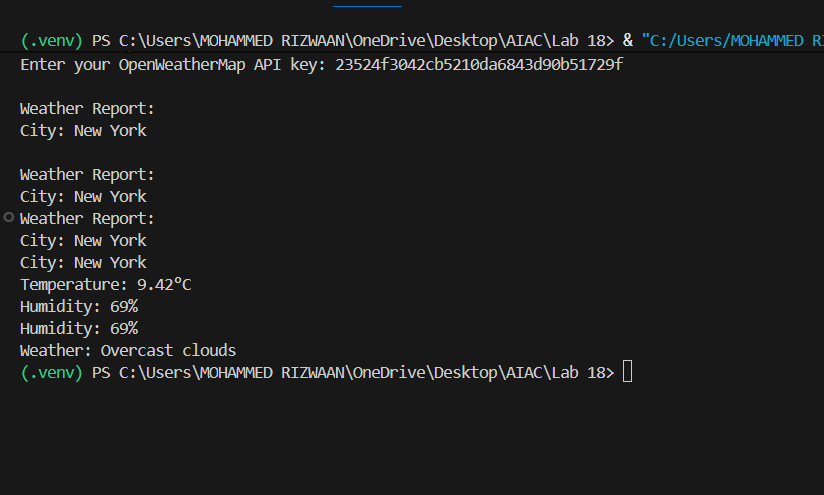 (.venv) PS C:\Users\MOHAMMED RIZWAAN\OneDrive\Desktop\AIAC\Lab 18> & "C:/Users/MOHAMMED RI
Enter your OpenWeatherMap API key: 23524f3042cb5210da6843d90b51729f
Weather Report:
City: New York
Weather Report:
City: New York
Weather Report:
City: New York
City: New York
Temperature: 9.42°C
Humidity: 69%
Humidity: 69%
Weather: Overcast clouds
(.venv) PS C:\Users\MOHAMMED RIZWAAN\OneDrive\Desktop\AIAC\Lab 18>